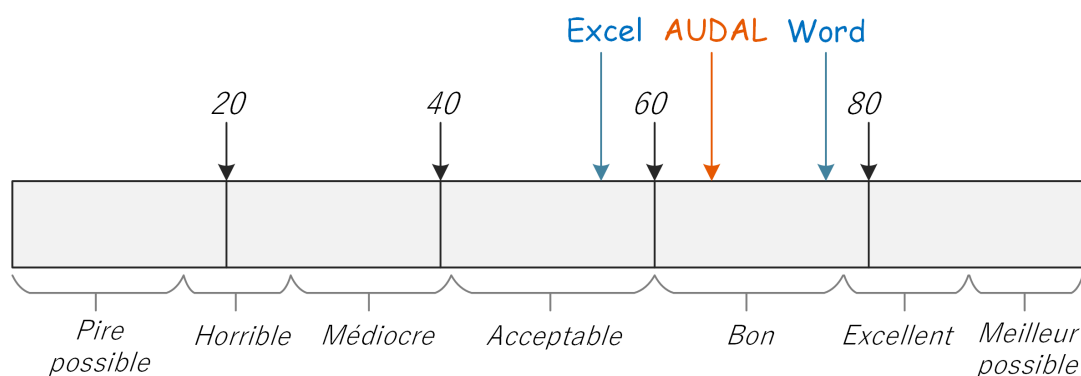 Excel AUDAL Word
20 40 60 80
Pire possible
Horrible
Médiocre
Acceptable
Bon
Excellent
Meilleur possible